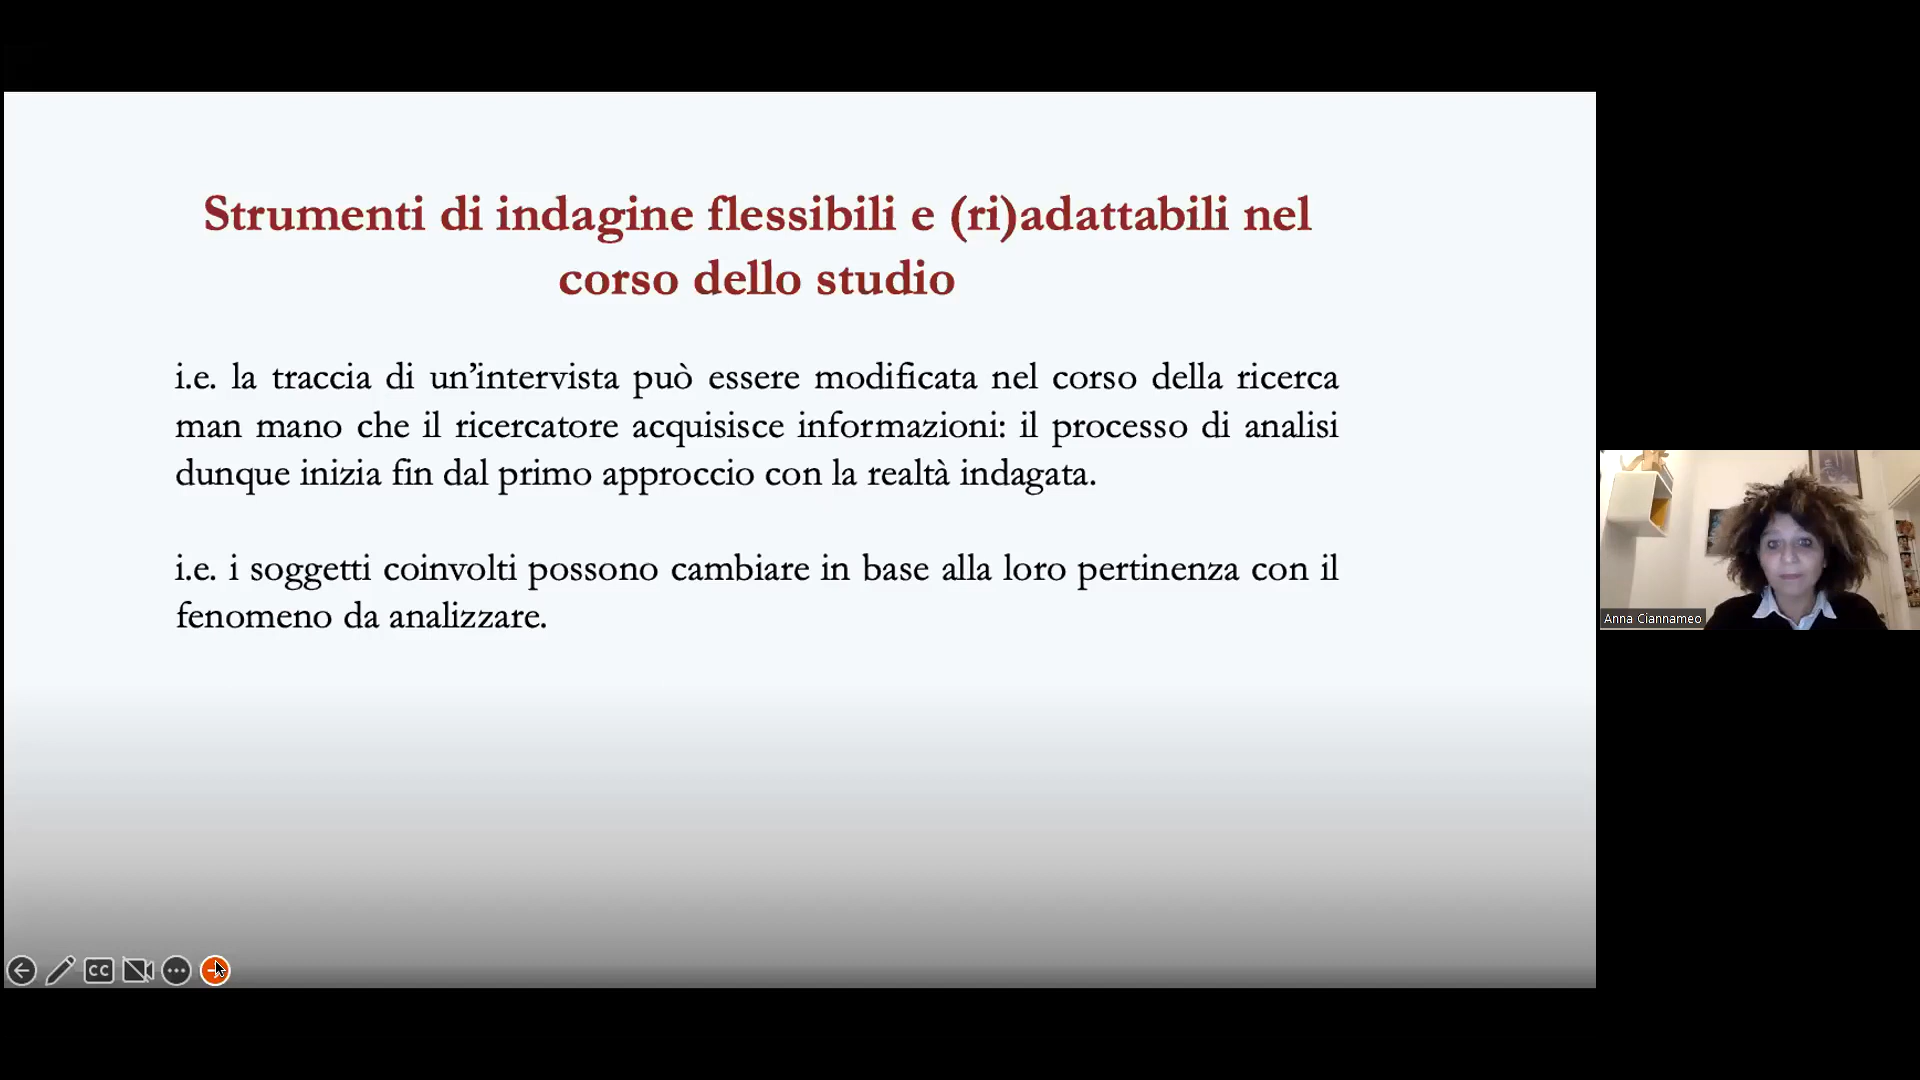 Strumenti di indagine flessibili e (ri)adattabili nel
corso dello studio
i.e. la traccia di un’intervista può essere modificata nel corso della ricerca
man mano che il ricercatore acquisisce informazioni: il processo di analisi
dunque inizia fin dal primo approccio con la realtà indagata.
i.e. i soggetti coinvolti possono cambiare in base alla loro pertinenza con il
fenomeno da analizzare.
Anna Ciannameo
CC